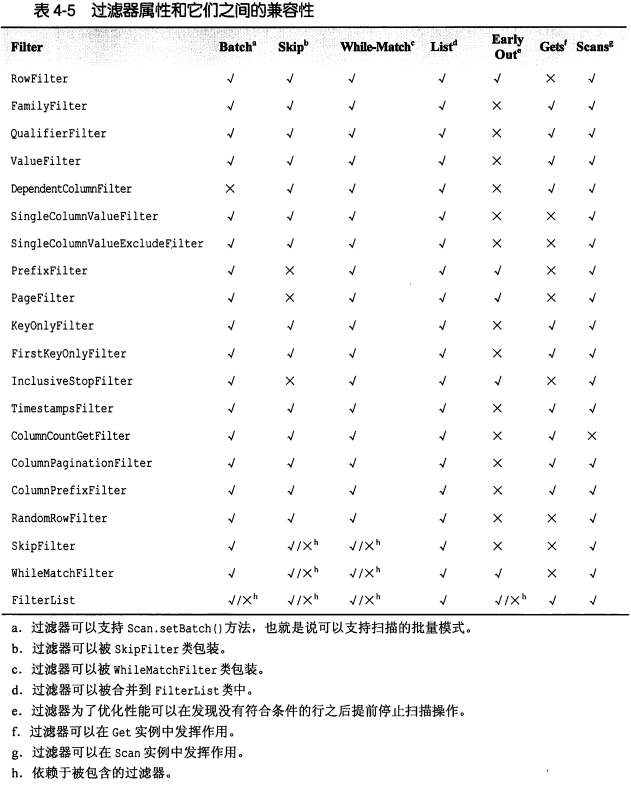 表 4-5 过滤器属性和它们之间的兼容性
Filter Batchᵃ Skipᵇ While-Matchᶜ Listᵈ Early Outᵉ Getsᶠ Scansᵍ
RowFilter √ √ √ √ √ × √
FamilyFilter √ √ √ √ × √ √
QualifierFilter √ √ √ √ × √ √
ValueFilter √ √ √ √ × √ √
DependentColumnFilter × √ √ √ × √ √
SingleColumnValueFilter √ √ √ √ × × √
SingleColumnValueExcludeFilter √ √ √ √ × × √
PrefixFilter √ × √ √ √ × √
PageFilter √ × √ √ √ × √
KeyOnlyFilter √ √ √ √ × √ √
FirstKeyOnlyFilter √ √ √ √ × √ √
InclusiveStopFilter √ × √ √ √ × √
TimestampsFilter √ √ √ √ × √ √
ColumnCountGetFilter √ √ √ √ × √ ×
ColumnPaginationFilter √ √ √ √ × √ √
ColumnPrefixFilter √ √ √ √ × √ √
RandomRowFilter √ √ √ √ × × √
SkipFilter √ √/×ʰ √/×ʰ √ × × √
WhileMatchFilter √ √/×ʰ √/×ʰ √ √ × √
FilterList √/×ʰ √/×ʰ √/×ʰ √ √/×ʰ √ √
a. 过滤器可以支持 Scan.setBatch()方法，也就是说可以支持扫描的批量模式。
b. 过滤器可以被 SkipFilter 类包装。
c. 过滤器可以被 WhileMatchFilter 类包装。
d. 过滤器可以被合并到 FilterList 类中。
e. 过滤器为了优化性能可以在发现没有符合条件的行之后提前停止扫描操作。
f. 过滤器可以在 Get 实例中发挥作用。
g. 过滤器可以在 Scan 实例中发挥作用。
h. 依赖于被包含的过滤器。